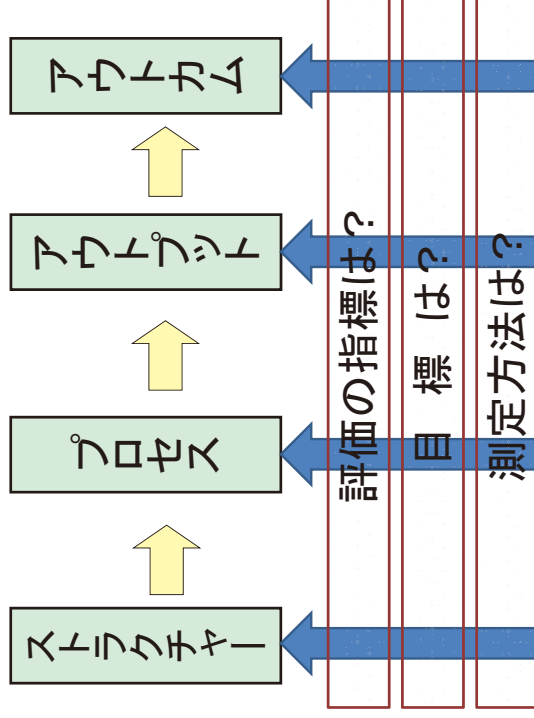 ストラクチャー
プロセス
アウトプット
アウトカム
評価の指標は？
目標は？
測定方法は？